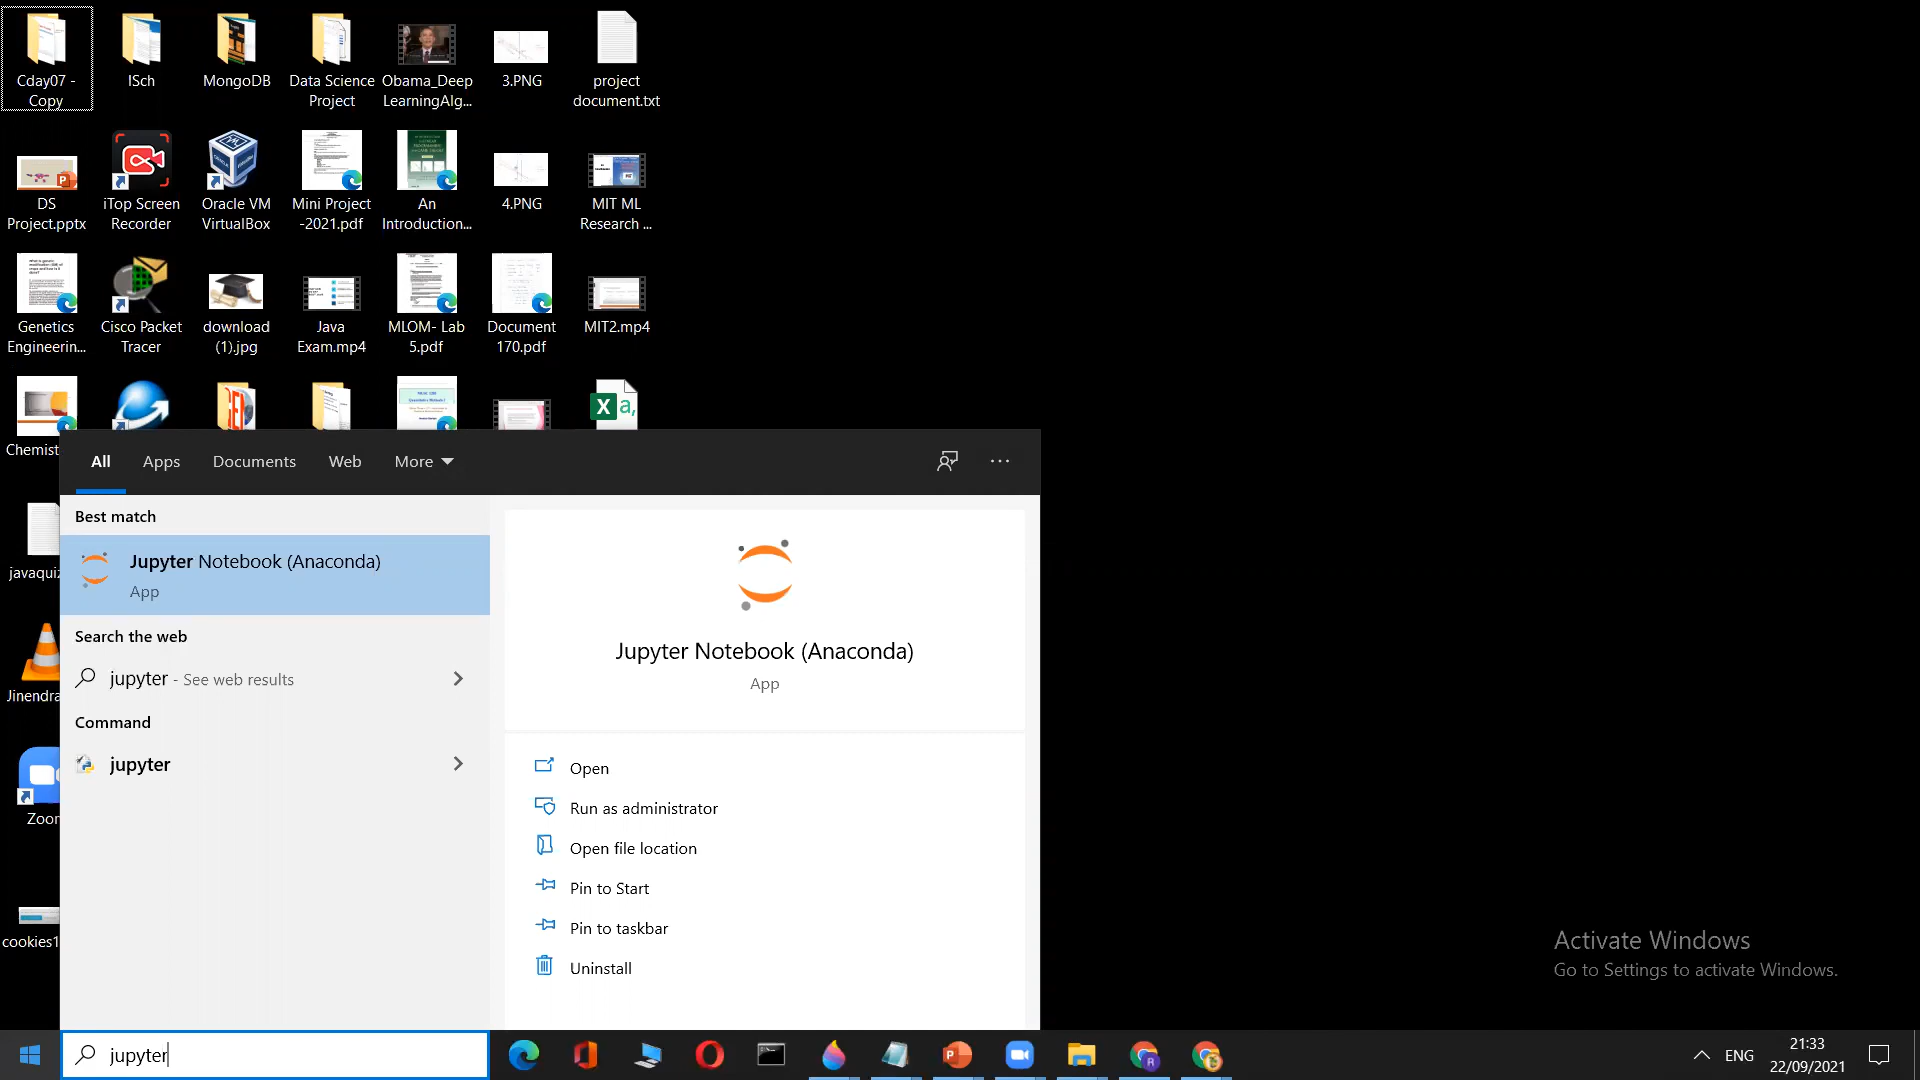 Cday07 -
Copy
ISch
MongoDB
Data Science
Project
Obama_Deep
LearningAlg...
3.PNG
project
document.txt
DS
Project.pptx
iTop Screen
Recorder
Oracle VM
VirtualBox
Mini Project
-2021.pdf
An
Introduction...
4.PNG
MIT ML
Research ...
Genetics
Engineerin...
Cisco Packet
Tracer
download
(1).jpg
Java
Exam.mp4
MLOM- Lab
5.pdf
Document
170.pdf
MIT2.mp4
Chemist
javaquiz
Jinendra
Zoom
cookies1
All
Apps
Documents
Web
More
Best match
Jupyter Notebook (Anaconda)
App
Search the web
jupyter - See web results
Command
jupyter
Jupyter Notebook (Anaconda)
App
Open
Run as administrator
Open file location
Pin to Start
Pin to taskbar
Uninstall
Activate Windows
Go to Settings to activate Windows.
jupyter
ENG
21:33
22/09/2021